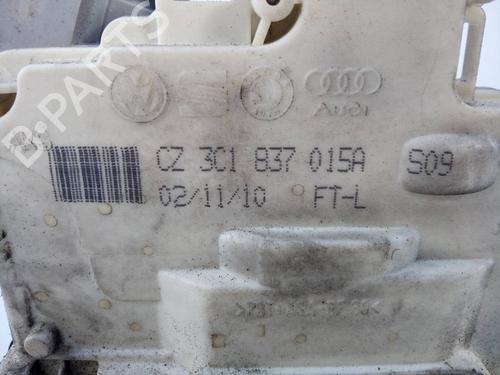 Audi
CZ 3C1 837 015A S09
02/11/10 FT-L
B-PARTS